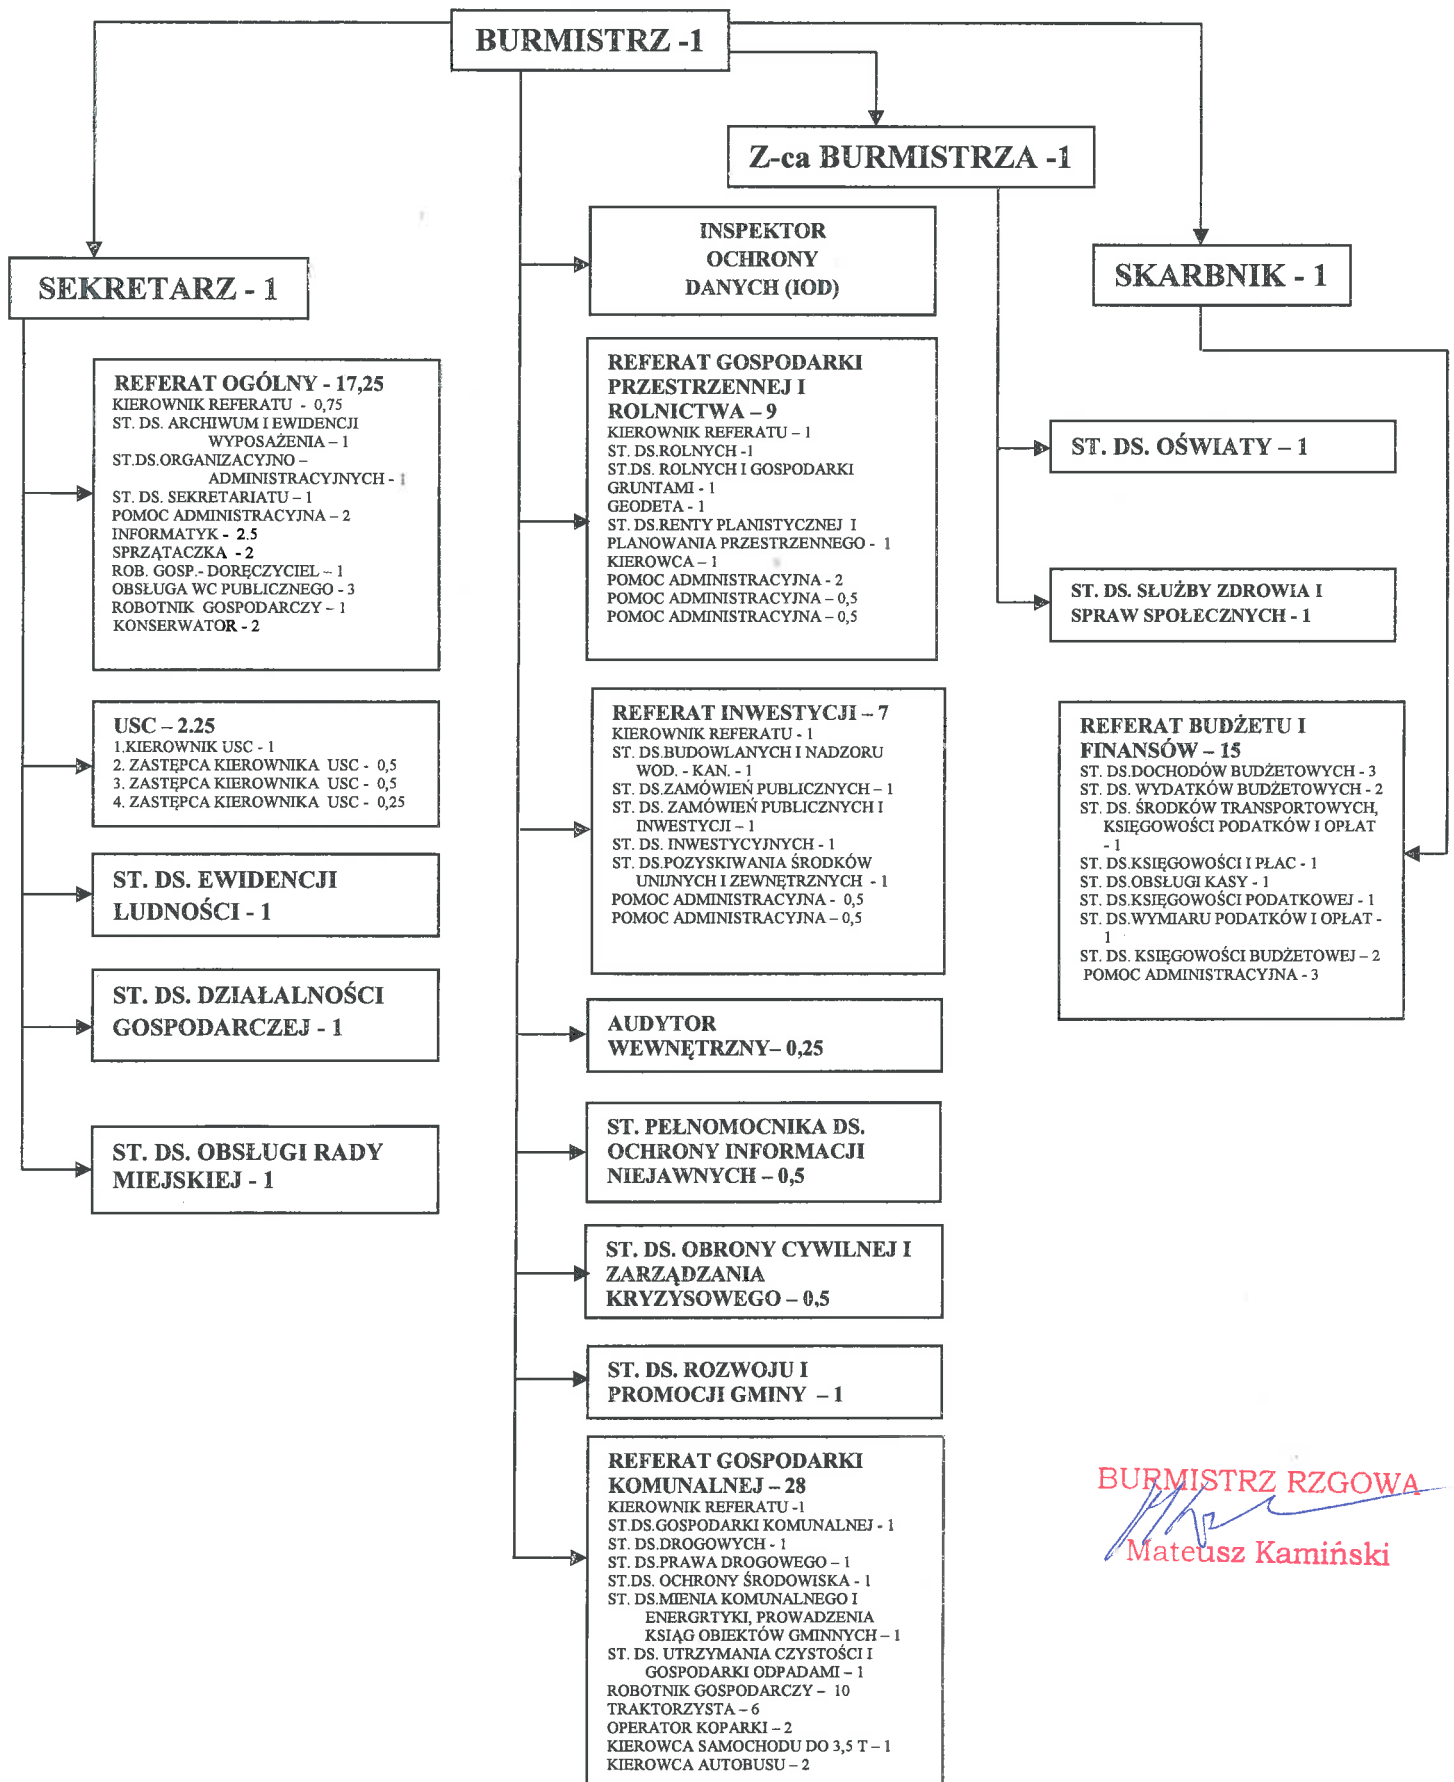 BURMISTRZ -1
Z-ca BURMISTRZA -1
SEKRETARZ - 1
INSPEKTOR
OCHRONY
DANYCH (IOD)
SKARBNIK - 1
REFERAT OGÓLNY - 17,25
KIEROWNIK REFERATU - 0,75
ST. DS. ARCHIWUM I EWIDENCJI
WYPOSAŻENIA – 1
ST.DS.ORGANIZACYJNO –
ADMINISTRACYJNYCH - 1
ST. DS. SEKRETARIATU – 1
POMOC ADMINISTRACYJNA – 2
INFORMATYK - 2.5
SPRZĄTACZKA - 2
ROB. GOSP.- DORĘCZYCIEL – 1
OBSŁUGA WC PUBLICZNEGO - 3
ROBOTNIK GOSPODARCZY – 1
KONSERWATOR - 2
USC – 2.25
1.KIEROWNIK USC - 1
2. ZASTĘPCA KIEROWNIKA USC - 0,5
3. ZASTĘPCA KIEROWNIKA USC - 0,5
4. ZASTĘPCA KIEROWNIKA USC - 0,25
ST. DS. EWIDENCJI
LUDNOŚCI - 1
ST. DS. DZIAŁALNOŚCI
GOSPODARCZEJ - 1
ST. DS. OBSŁUGI RADY
MIEJSKIEJ - 1
REFERAT GOSPODARKI
PRZESTRZENNEJ I
ROLNICTWA – 9
KIEROWNIK REFERATU – 1
ST. DS.ROLNYCH -1
ST.DS. ROLNYCH I GOSPODARKI
GRUNTAMI - 1
GEODETA - 1
ST. DS.RENTY PLANISTYCZNEJ I
PLANOWANIA PRZESTRZENNEGO - 1
KIEROWCA – 1
POMOC ADMINISTRACYJNA - 2
POMOC ADMINISTRACYJNA – 0,5
POMOC ADMINISTRACYJNA – 0,5
REFERAT INWESTYCJI – 7
KIEROWNIK REFERATU - 1
ST. DS.BUDOWLANYCH I NADZORU
WOD. - KAN. - 1
ST. DS.ZAMÓWIEŃ PUBLICZNYCH – 1
ST. DS. ZAMÓWIEŃ PUBLICZNYCH I
INWESTYCJI – 1
ST. DS. INWESTYCYJNYCH - 1
ST. DS.POZYSKIWANIA ŚRODKÓW
UNIJNYCH I ZEWNĘTRZNYCH - 1
POMOC ADMINISTRACYJNA - 0,5
POMOC ADMINISTRACYJNA – 0,5
AUDYTOR
WEWNĘTRZNY– 0,25
ST. PEŁNOMOCNIKA DS.
OCHRONY INFORMACJI
NIEJAWNYCH – 0,5
ST. DS. OBRONY CYWILNEJ I
ZARZĄDZANIA
KRYZYSOWEGO – 0,5
ST. DS. ROZWOJU I
PROMOCJI GMINY – 1
REFERAT GOSPODARKI
KOMUNALNEJ – 28
KIEROWNIK REFERATU -1
ST.DS.GOSPODARKI KOMUNALNEJ - 1
ST. DS.DROGOWYCH - 1
ST. DS.PRAWA DROGOWEGO – 1
ST.DS. OCHRONY ŚRODOWISKA - 1
ST. DS.MIENIA KOMUNALNEGO I
ENERGRTYKI, PROWADZENIA
KSIĄG OBIEKTÓW GMINNYCH – 1
ST. DS. UTRZYMANIA CZYSTOŚCI I
GOSPODARKI ODPADAMI – 1
ROBOTNIK GOSPODARCZY – 10
TRAKTORZYSTA – 6
OPERATOR KOPARKI – 2
KIEROWCA SAMOCHODU DO 3,5 T – 1
KIEROWCA AUTOBUSU – 2
ST. DS. OŚWIATY – 1
ST. DS. SŁUŻBY ZDROWIA I
SPRAW SPOŁECZNYCH - 1
REFERAT BUDŻETU I
FINANSÓW – 15
ST. DS.DOCHODÓW BUDŻETOWYCH - 3
ST. DS. WYDATKÓW BUDŻETOWYCH - 2
ST. DS. ŚRODKÓW TRANSPORTOWYCH,
KSIĘGOWOŚCI PODATKÓW I OPŁAT
- 1
ST. DS.KSIĘGOWOŚCI I PŁAC - 1
ST. DS.OBSŁUGI KASY - 1
ST. DS.KSIĘGOWOŚCI PODATKOWEJ - 1
ST. DS.WYMIARU PODATKÓW I OPŁAT -
1
ST. DS. KSIĘGOWOŚCI BUDŻETOWEJ – 2
POMOC ADMINISTRACYJNA - 3
BURMISTRZ RZGOWA
Mateusz Kamiński